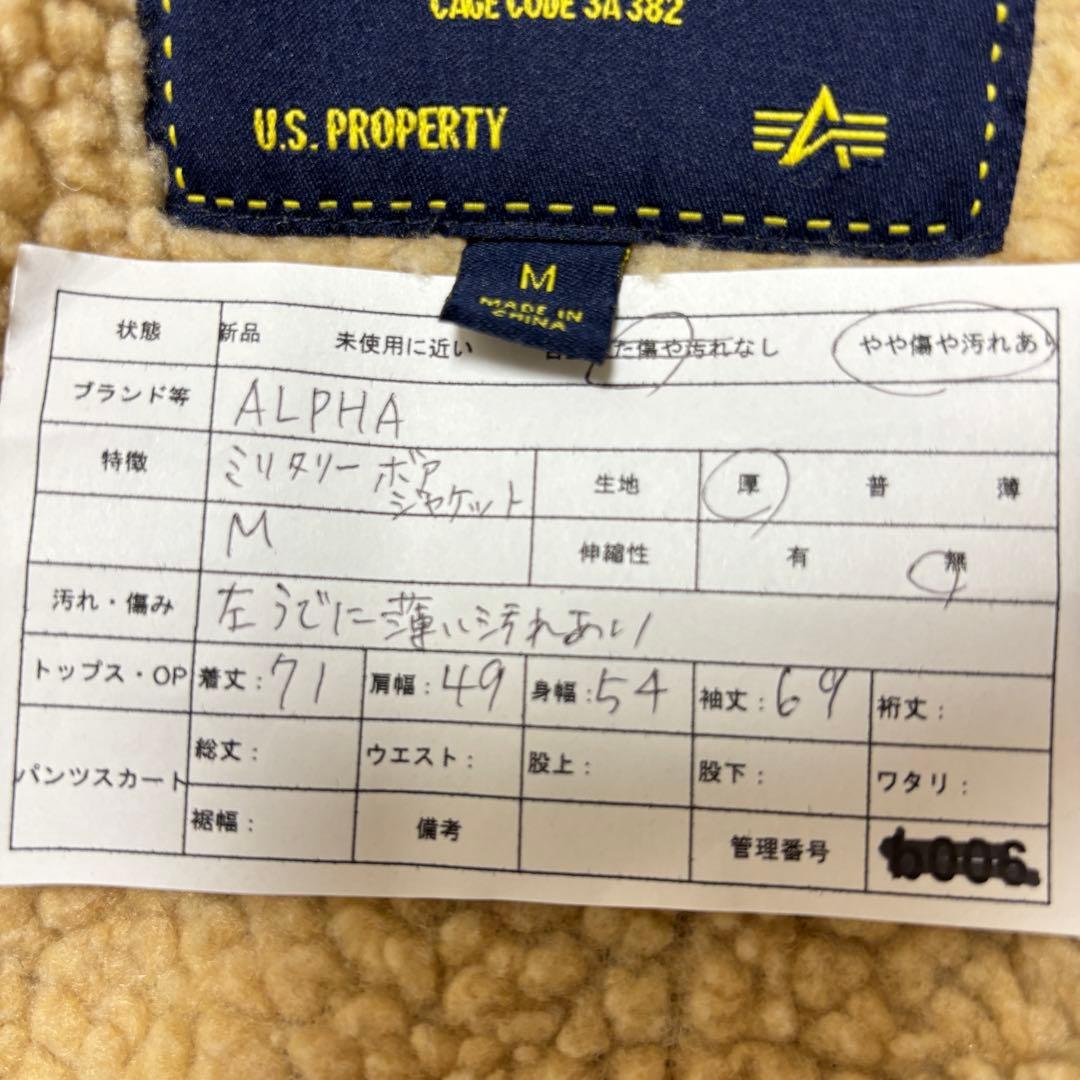 CAGE CODE 3A382
U.S. PROPERTY
M
MADE IN
CHINA
状態 新品 未使用に近い た傷や汚れなし やや傷や汚れあり
ブランド等 ALPHA
特徴 ミリタリー ボア
ジャケット
生地 厚 普 薄
M 伸縮性 有 無
汚れ・傷み 左うでに薄い汚れあり
トップス・OP 着丈：71 肩幅：49 身幅：54 袖丈：69 裄丈：
パンツスカート 総丈： ウエスト： 股上： 股下： ワタリ：
裾幅： 備考 管理番号